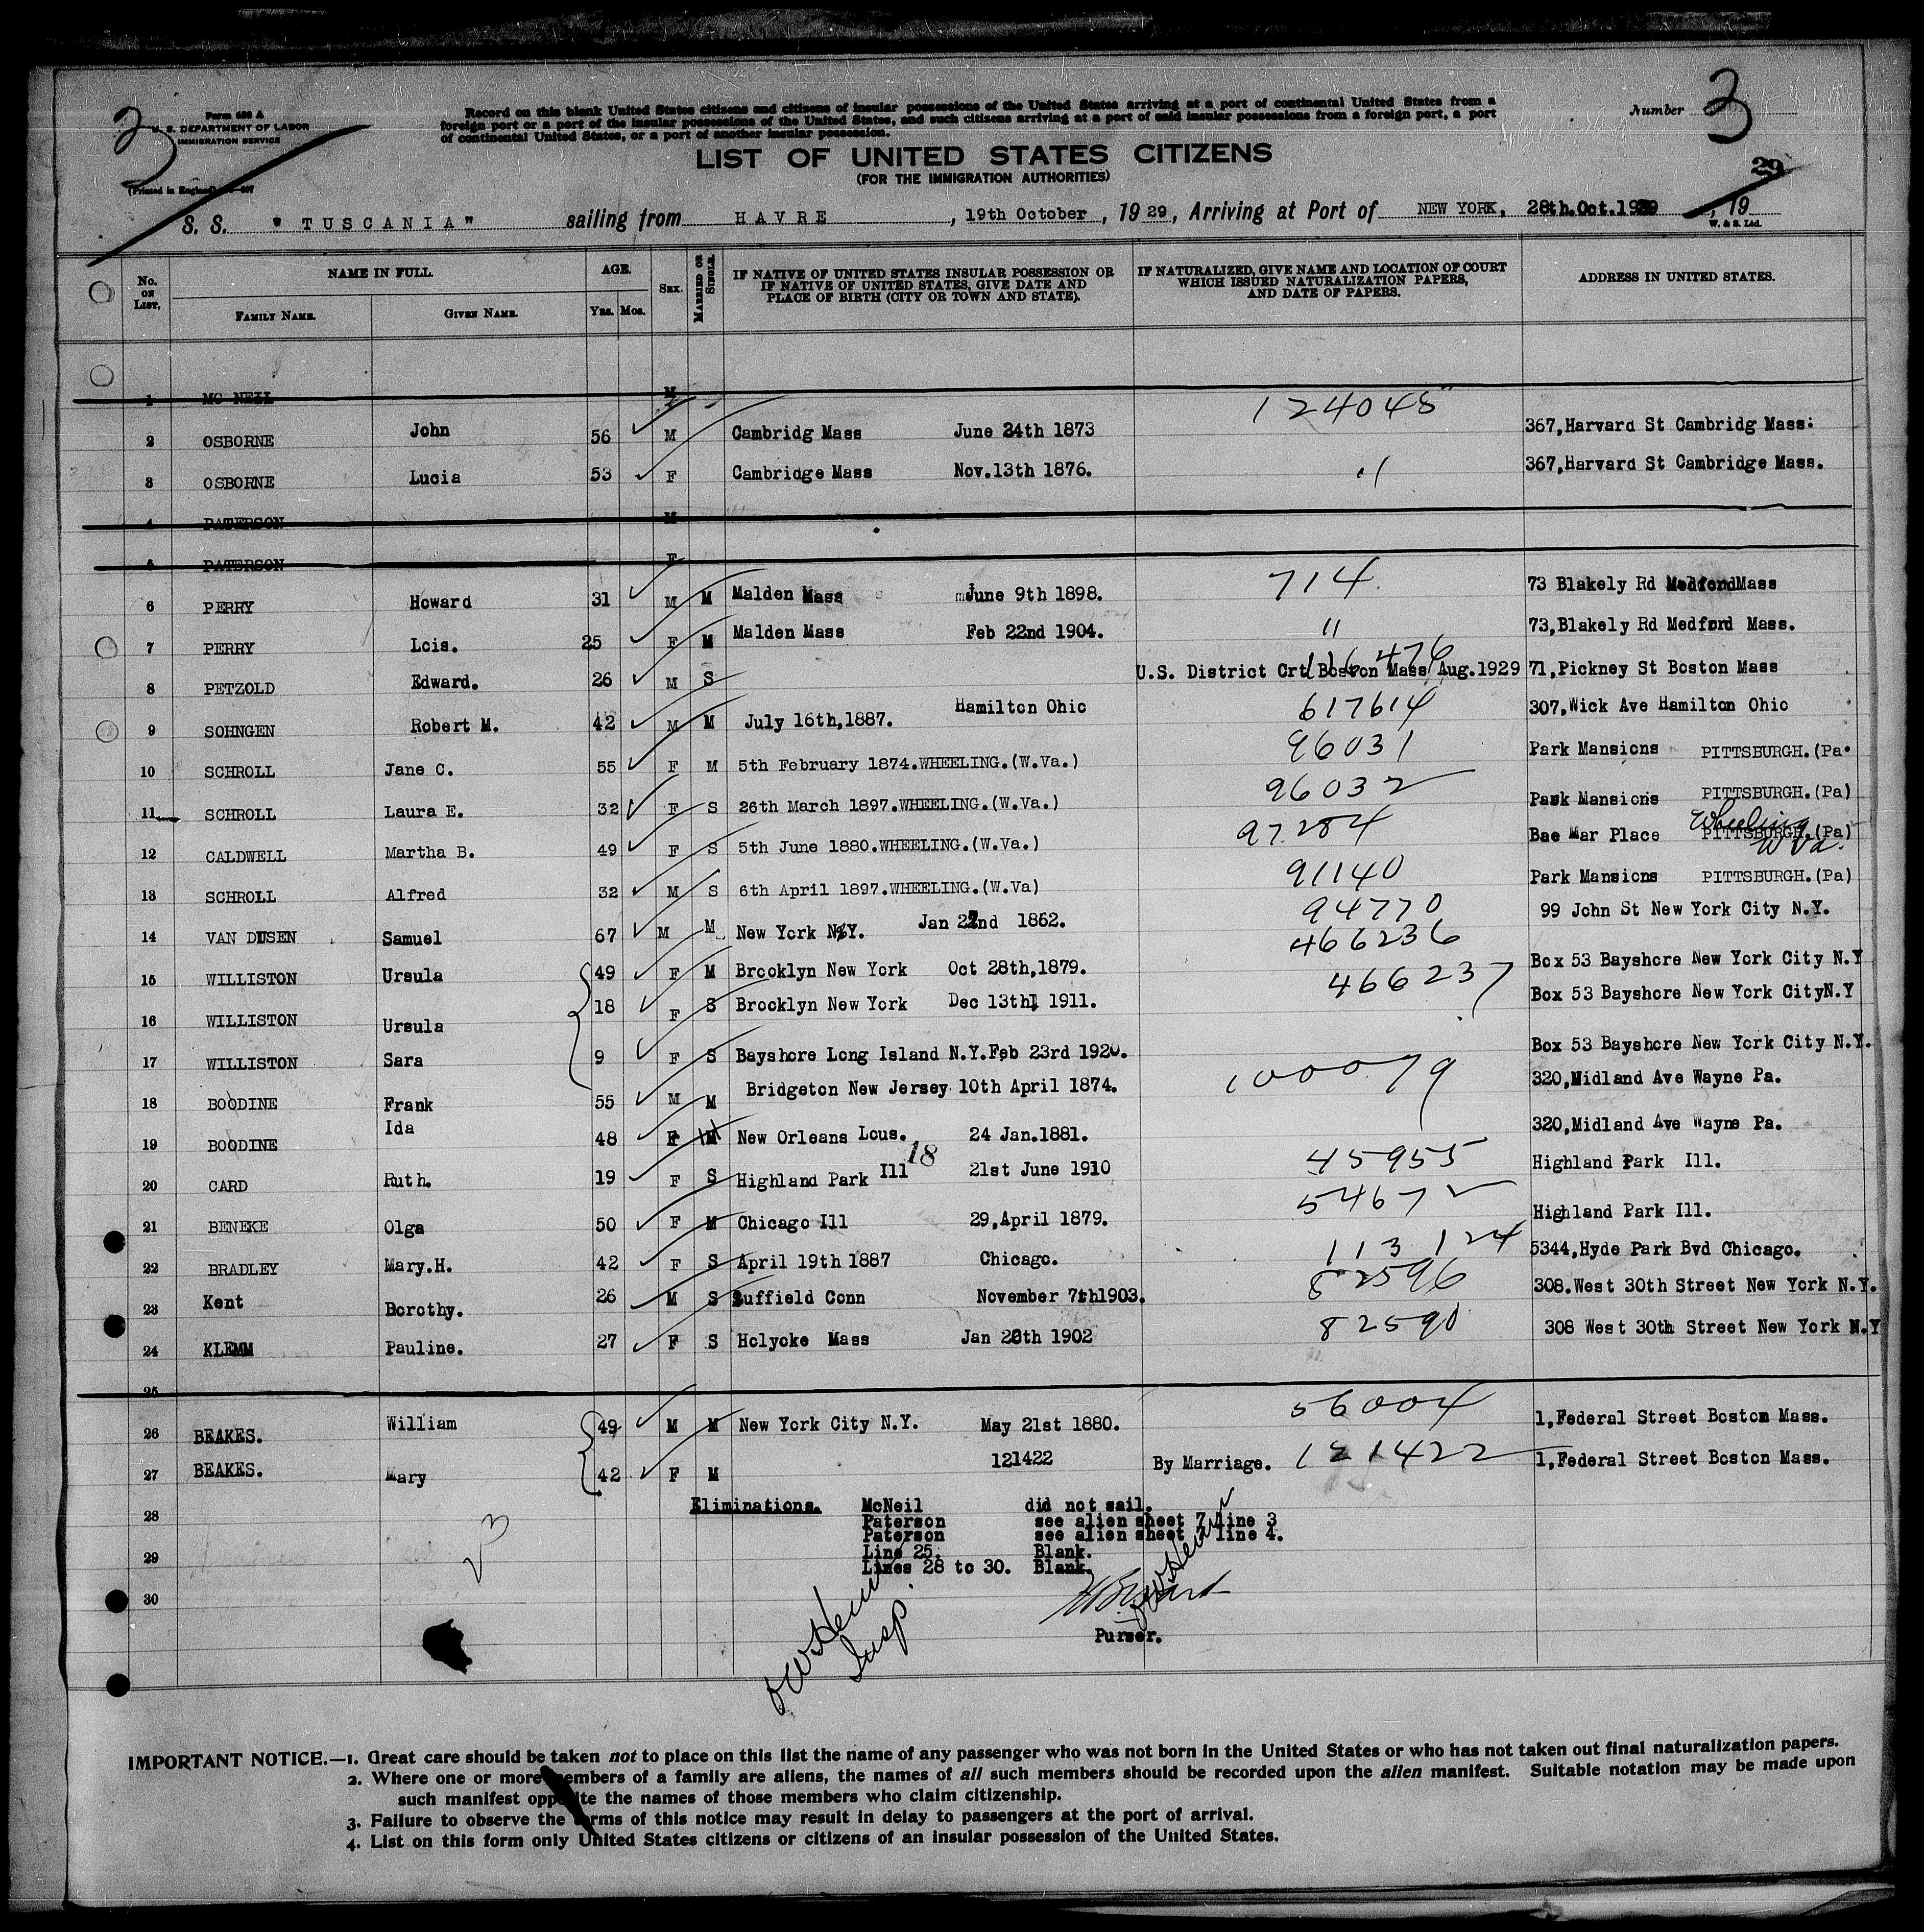 3
Form 630 A
U. S. DEPARTMENT OF LABOR
IMMIGRATION SERVICE
(Printed in England)
Record on this blank United States citizens and citizens of insular possessions of the United States arriving at a port of continental United States from a
foreign port or a port of the insular possessions of the United States, and such citizens arriving at a port of said insular possessions from a foreign port, a port
of continental United States, or a port of another insular possession.
Number 3
LIST OF UNITED STATES CITIZENS
(FOR THE IMMIGRATION AUTHORITIES)
29
S. S. "TUSCANIA" sailing from HAVRE, 19th October, 1929, Arriving at Port of NEW YORK, 28th.Oct.1929, 19
W. & S. Ltd.
No. ON LIST. NAME IN FULL. AGE. SEX. MARRIED OR SINGLE. IF NATIVE OF UNITED STATES INSULAR POSSESSION OR IF NATIVE OF UNITED STATES, GIVE DATE AND PLACE OF BIRTH (CITY OR TOWN AND STATE). IF NATURALIZED, GIVE NAME AND LOCATION OF COURT WHICH ISSUED NATURALIZATION PAPERS, AND DATE OF PAPERS. ADDRESS IN UNITED STATES.
FAMILY NAME. GIVEN NAME. Yrs. Mos.
1 MC NEIL M
2 OSBORNE John 56 M Cambridg Mass June 24th 1873 124045 367,Harvard St Cambridg Mass:
3 OSBORNE Lucia 53 F Cambridge Mass Nov.13th 1876. 11 367,Harvard St Cambridge Mass.
4 PATERSON M
5 PATERSON F
6 PERRY Howard 31 M M Malden Mass June 9th 1898. 714 73 Blakely Rd MedfordMass
7 PERRY Lois. 25 F M Malden Mass Feb 22nd 1904. 11 73,Blakely Rd Medford Mass.
8 PETZOLD Edward. 26 M S U.S. District Crt Boston Mass Aug.1929 116476 71,Pickney St Boston Mass
9 SOHNGEN Robert M. 42 M M July 16th,1887. Hamilton Ohio 617614 307,Wick Ave Hamilton Ohio
10 SCHROLL Jane C. 55 F M 5th February 1874.WHEELING.(W.Va.) 96031 Park Mansions PITTSBURGH.(Pa.
11 SCHROLL Laura E. 32 F S 26th March 1897.WHEELING.(W.Va.) 96032 Park Mansions PITTSBURGH.(Pa)
12 CALDWELL Martha B. 49 F S 5th June 1880.WHEELING.(W.Va.) 97284 Bae Mar Place PITTSBURGH.(Pa) Wheeling W Va.
13 SCHROLL Alfred 32 M S 6th April 1897.WHEELING.(W.Va) 91140 Park Mansions PITTSBURGH.(Pa)
14 VAN DUSEN Samuel 67 M M New York N.Y. Jan 22nd 1862. 94770 99 John St New York City N.Y.
15 WILLISTON Ursula 49 F M Brooklyn New York Oct 28th,1879. 466236 Box 53 Bayshore New York City N.Y
16 WILLISTON Ursula 18 F S Brooklyn New York Dec 13th 1911. 466237 Box 53 Bayshore New York CityN.Y
17 WILLISTON Sara 9 F S Bayshore Long Island N.Y.Feb 23rd 1920. Box 53 Bayshore New York City N.Y.
18 BOODINE Frank 55 M M Bridgeton New Jersey 10th April 1874. 100079 320,Midland Ave Wayne Pa.
19 BOODINE Ida 48 F M New Orleans Lous. 24 Jan.1881. 320,Midland Ave Wayne Pa.
20 CARD Ruth. 19 F S Highland Park Ill 18 21st June 1910 45955 Highland Park Ill.
21 BENEKE Olga 50 F M Chicago Ill 29,April 1879. 5467 Highland Park Ill.
22 BRADLEY Mary.H. 42 F S April 19th 1887 Chicago. 113124 5344,Hyde Park Bvd Chicago.
23 Kent Dorothy. 26 M S Suffield Conn November 7th1903. 82596 308.West 30th Street New York N.Y.
24 KLEMM Pauline. 27 F S Holyoke Mass Jan 20th 1902 82590 308 West 30th Street New York N.Y
25
26 BEAKES. William 49 M M New York City N.Y. May 21st 1880. 56004 1,Federal Street Boston Mass.
27 BEAKES. Mary 42 F M 121422 By Marriage. 121422 1,Federal Street Boston Mass.
28 Eliminations. McNeil did not sail.
Paterson see alien sheet 7 line 3
Paterson see alien sheet 7 line 4.
29 Line 25. Blank.
Lines 28 to 30. Blank.
23
30
Insp.
Purser.
IMPORTANT NOTICE.—1. Great care should be taken not to place on this list the name of any passenger who was not born in the United States or who has not taken out final naturalization papers.
2. Where one or more members of a family are aliens, the names of all such members should be recorded upon the alien manifest. Suitable notation may be made upon
such manifest opposite the names of those members who claim citizenship.
3. Failure to observe the terms of this notice may result in delay to passengers at the port of arrival.
4. List on this form only United States citizens or citizens of an insular possession of the United States.